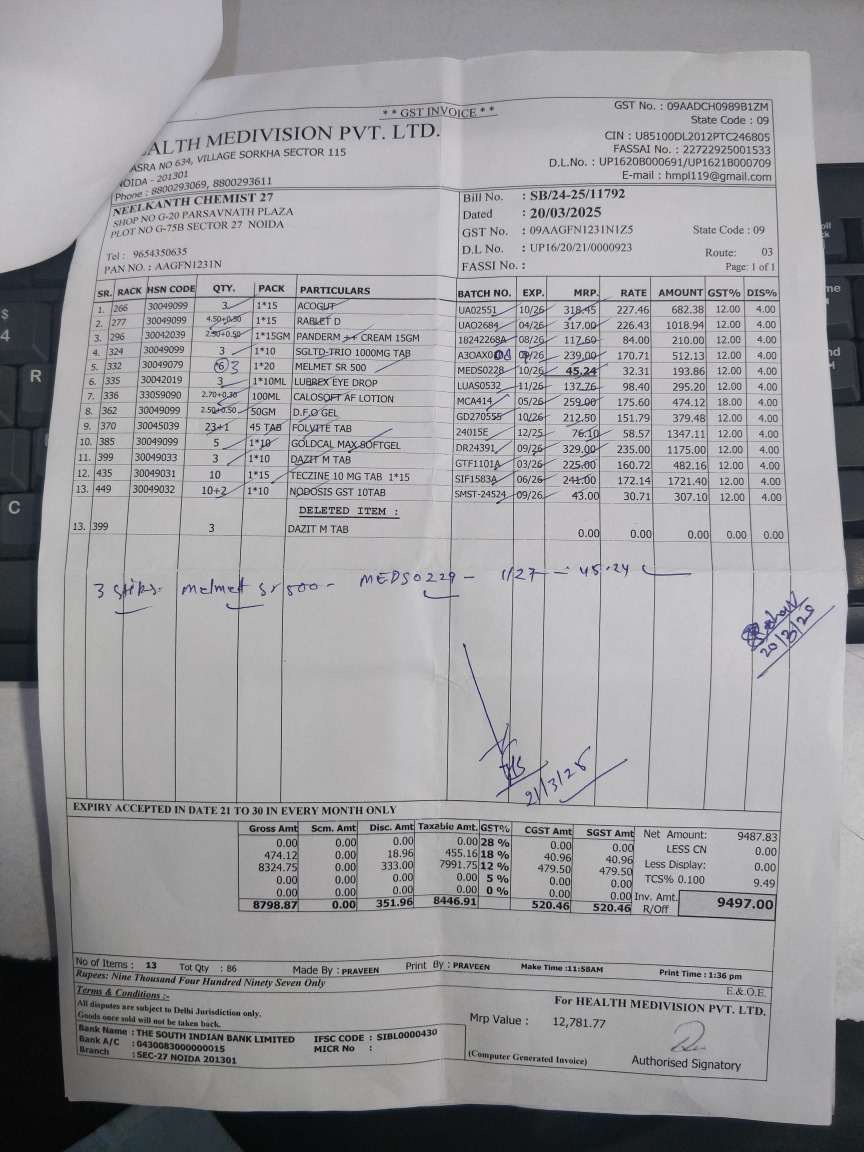 ** GST INVOICE **
GST No. : 09AADCH0989B1ZM
State Code : 09
ALTH MEDIVISION PVT. LTD.
CIN : U85100DL2012PTC246805
ASRA NO 634, VILLAGE SORKHA SECTOR 115
FASSAI No. : 22722925001533
NOIDA - 201301
D.L.No. : UP1620B000691/UP1621B000709
Phone : 8800293069, 8800293611
E-mail : hmpl119@gmail.com
NEELKANTH CHEMIST 27
SHOP NO G-20 PARSAVNATH PLAZA
PLOT NO G-75B SECTOR 27 NOIDA
Tel : 9654350635
PAN NO. : AAGFN1231N
Bill No. : SB/24-25/11792
Dated : 20/03/2025
GST No. : 09AAGFN1231N1Z5 State Code : 09
D.L No. : UP16/20/21/0000923
Route: 03
FASSI No. :
Page: 1 of 1
SR. RACK HSN CODE QTY. PACK PARTICULARS BATCH NO. EXP. MRP. RATE AMOUNT GST% DIS%
1. 266 30049099 3 1*15 ACOGUT UA02551 10/26 318.45 227.46 682.38 12.00 4.00
2. 277 30049099 4.50+0.50 1*15 RABLET D UAO2684 04/26 317.00 226.43 1018.94 12.00 4.00
3. 296 30042039 2.50+0.50 1*15GM PANDERM ++ CREAM 15GM 18242268A 08/26 117.60 84.00 210.00 12.00 4.00
4. 324 30049099 3 1*10 SGLTD-TRIO 1000MG TAB 239.00 170.71 512.13 12.00 4.00
5. 332 30049079 6 3 1*20 MELMET SR 500 MEDS0228 10/26 45.24 32.31 193.86 12.00 4.00
6. 335 30042019 3 1*10ML LUBREX EYE DROP LUAS0532 11/26 137.76 98.40 295.20 12.00 4.00
7. 336 33059090 2.70+0.30 100ML CALOSOFT AF LOTION MCA414 05/26 259.00 175.60 474.12 18.00 4.00
8. 362 30049099 2.50+0.50 50GM D.F.O GEL GD270555 10/26 212.50 151.79 379.48 12.00 4.00
9. 370 30045039 23+1 45 TAB FOLVITE TAB 24015E 12/25 76.10 58.57 1347.11 12.00 4.00
10. 385 30049099 5 1*10 GOLDCAL MAX SOFTGEL DR24391 09/26 329.00 235.00 1175.00 12.00 4.00
11. 399 30049033 3 1*10 DAZIT M TAB GTF1101A 03/26 225.00 160.72 482.16 12.00 4.00
12. 435 30049031 10 1*15 TECZINE 10 MG TAB 1*15 SIF1583A 06/26 241.00 172.14 1721.40 12.00 4.00
13. 449 30049032 10+2 1*10 NODOSIS GST 10TAB SMST-24524 09/26 43.00 30.71 307.10 12.00 4.00
DELETED ITEM :
13. 399 3 DAZIT M TAB 0.00 0.00 0.00 0.00 0.00
3 strips. Melmet Sr 500 - MEDS0229 - 1/27 - 45.24
20/3/25
21/3/25
EXPIRY ACCEPTED IN DATE 21 TO 30 IN EVERY MONTH ONLY
Gross Amt Scm. Amt Disc. Amt Taxable Amt. GST% CGST Amt SGST Amt
0.00 0.00 0.00 0.00 28 % 0.00 0.00
474.12 0.00 18.96 455.16 18 % 40.96 40.96
8324.75 0.00 333.00 7991.75 12 % 479.50 479.50
0.00 0.00 0.00 0.00 5 % 0.00 0.00
0.00 0.00 0.00 0.00 0 % 0.00 0.00
8798.87 0.00 351.96 8446.91 520.46 520.46
Net Amount: 9487.83
LESS CN 0.00
Less Display: 0.00
TCS% 0.100 9.49
Inv. Amt. R/Off 9497.00
No of Items : 13 Tot Qty : 86 Made By : PRAVEEN Print By : PRAVEEN Make Time :11:58AM Print Time : 1:36 pm
Rupees: Nine Thousand Four Hundred Ninety Seven Only
E.& O.E.
Terms & Conditions :-
All disputes are subject to Delhi Jurisdiction only.
Goods once sold will not be taken back.
For HEALTH MEDIVISION PVT. LTD.
Mrp Value : 12,781.77
Bank Name : THE SOUTH INDIAN BANK LIMITED IFSC CODE : SIBL0000430
Bank A/C : 0430083000000015 MICR No :
Branch : SEC-27 NOIDA 201301
(Computer Generated Invoice)
Authorised Signatory
$
4
R
C